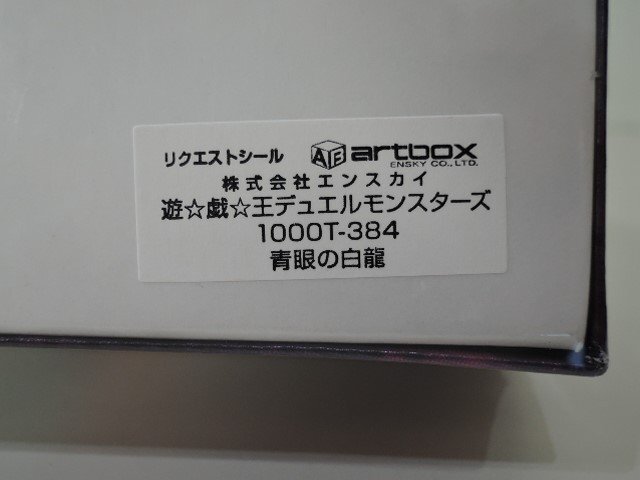 リクエストシール AE artbox
ENSKY CO.,LTD.
株式会社エンスカイ
遊☆戯☆王デュエルモンスターズ
1000T-384
青眼の白龍